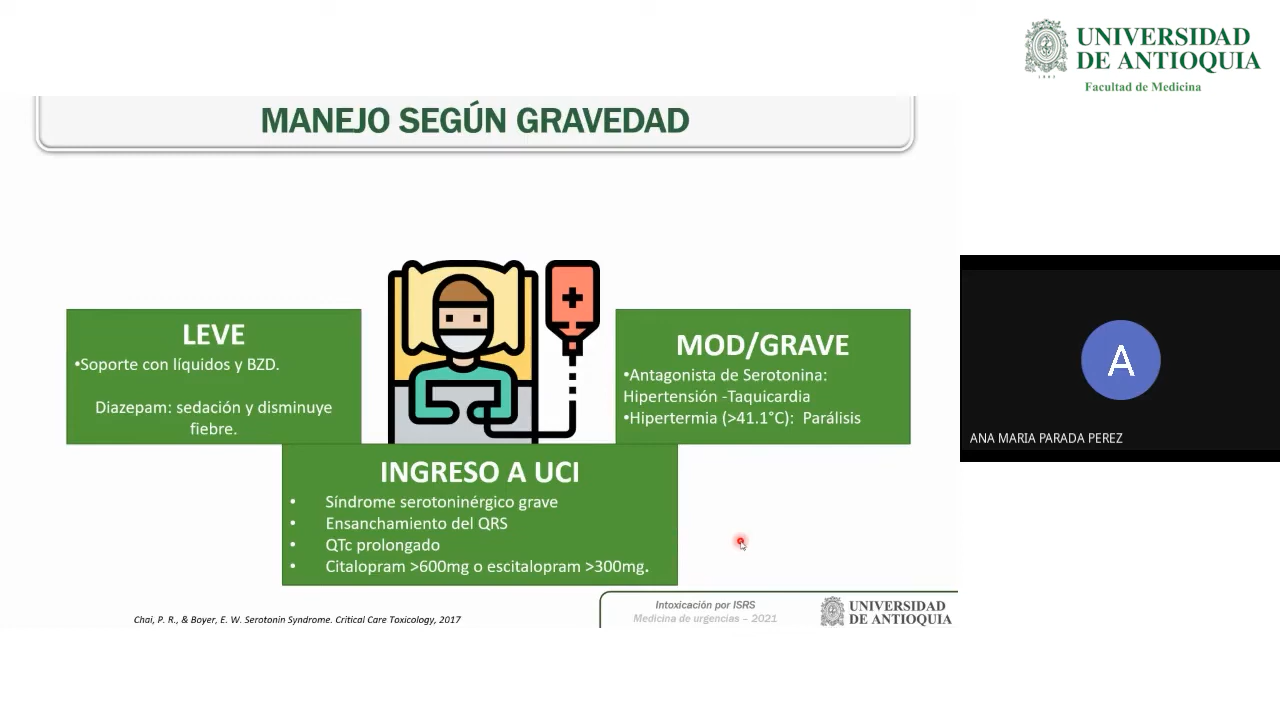 UNIVERSIDAD
DE ANTIOQUIA
Facultad de Medicina
MANEJO SEGÚN GRAVEDAD
LEVE
•Soporte con líquidos y BZD.
Diazepam: sedación y disminuye
fiebre.
MOD/GRAVE
•Antagonista de Serotonina:
Hipertensión -Taquicardia
•Hipertermia (>41.1°C): Parálisis
INGRESO A UCI
• Síndrome serotoninérgico grave
• Ensanchamiento del QRS
• QTc prolongado
• Citalopram >600mg o escitalopram >300mg.
A
ANA MARIA PARADA PEREZ
Chai, P. R., & Boyer, E. W. Serotonin Syndrome. Critical Care Toxicology, 2017
Intoxicación por ISRS
Medicina de urgencias – 2021
UNIVERSIDAD
DE ANTIOQUIA